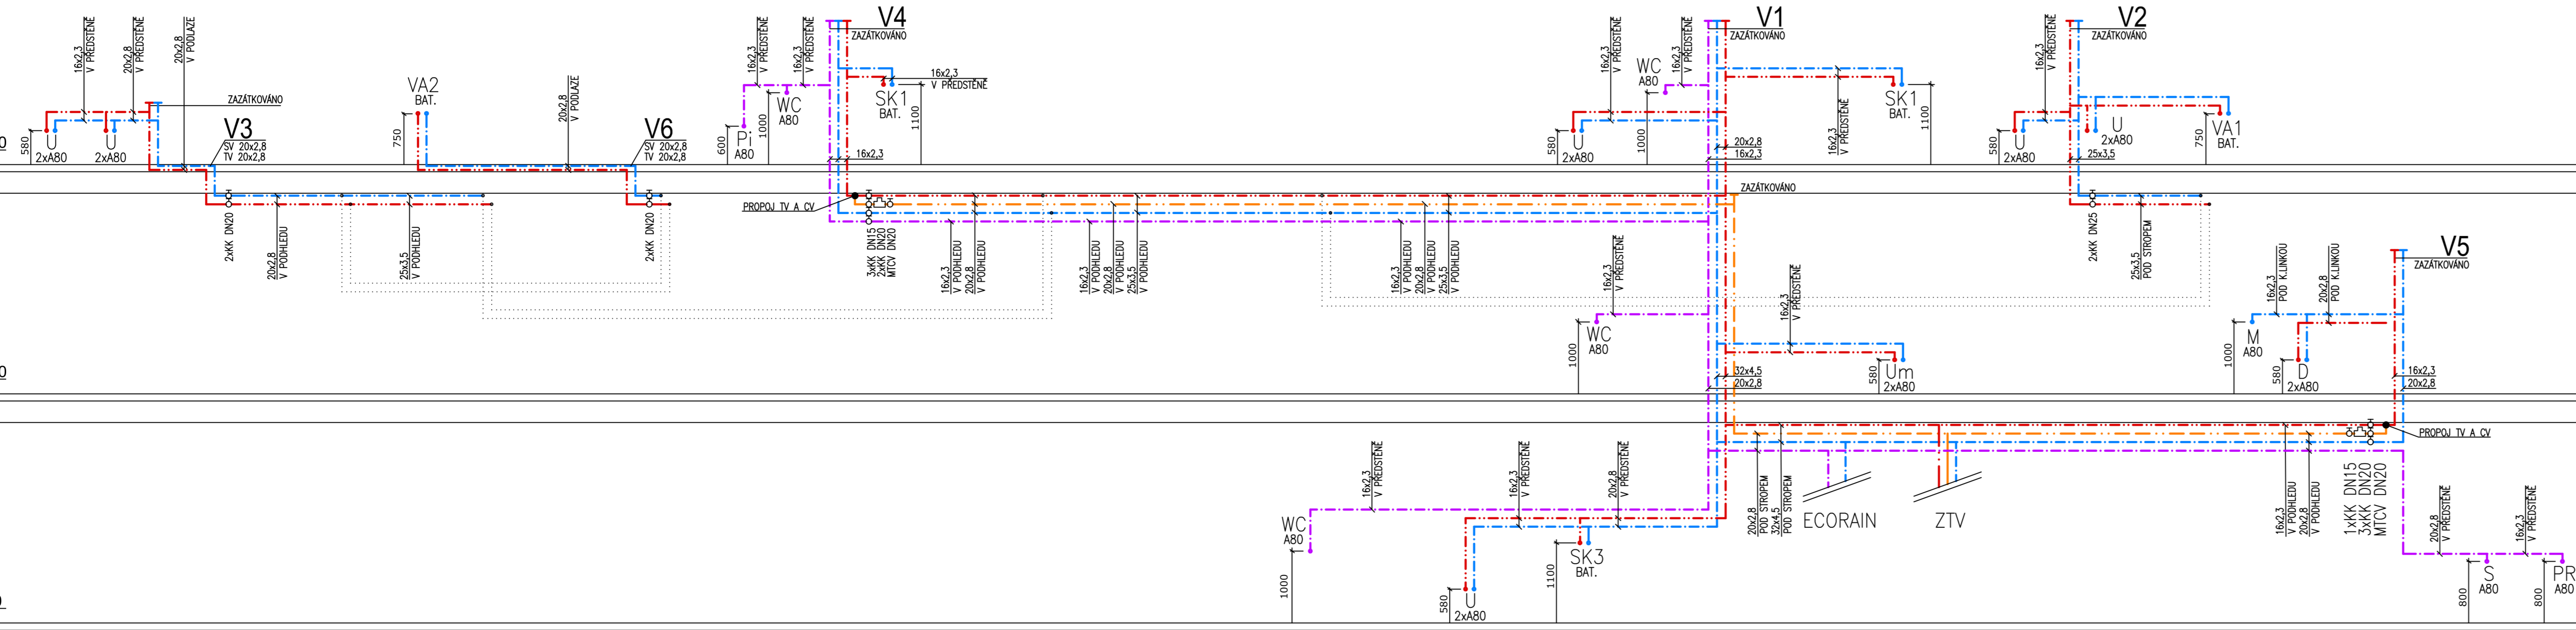 16x2,3
V PŘEDSTĚNĚ
20x2,8
V PŘEDSTĚNĚ
20x2,8
V PODLAZE
ZAZÁTKOVÁNO
580
U
2xA80
U
2xA80
V3
SV 20x2,8
TV 20x2,8
2xKK DN20
20x2,8
V PODHLEDU
VA2
BAT.
750
25x3,5
V PODHLEDU
20x2,8
V PODLAZE
V6
SV 20x2,8
TV 20x2,8
2xKK DN20
16x2,3
V PŘEDSTĚNĚ
16x2,3
V PŘEDSTĚNĚ
V4
ZAZÁTKOVÁNO
600
Pi
A80
1000
WC
A80
16x2,3
V PŘEDSTĚNĚ
SK1
BAT.
1100
16x2,3
PROPOJ TV A CV
3xKK DN15
2xKK DN20
MTCV DN20
16x2,3
V PODHLEDU
20x2,8
V PODHLEDU
16x2,3
V PODHLEDU
20x2,8
V PODHLEDU
25x3,5
V PODHLEDU
16x2,3
V PODHLEDU
20x2,8
V PODHLEDU
25x3,5
V PODHLEDU
16x2,3
V PŘEDSTĚNĚ
16x2,3
V PŘEDSTĚNĚ
V1
ZAZÁTKOVÁNO
WC
A80
580
U
2xA80
1000
20x2,8
16x2,3
16x2,3
V PŘEDSTĚNĚ
SK1
BAT.
1100
ZAZÁTKOVÁNO
16x2,3
V PŘEDSTĚNĚ
V2
ZAZÁTKOVÁNO
580
U
2xA80
U
2xA80
25x3,5
750
VA1
BAT.
2xKK DN25
25x3,5
POD STROPEM
16x2,3
V PŘEDSTĚNĚ
1000
WC
A80
16x2,3
V PŘEDSTĚNĚ
32x4,5
20x2,8
580
Um
2xA80
V5
ZAZÁTKOVÁNO
16x2,3
POD K.LINKOU
20x2,8
POD K.LINKOU
1000
M
A80
580
D
2xA80
16x2,3
20x2,8
PROPOJ TV A CV
16x2,3
V PŘEDSTĚNĚ
16x2,3
V PŘEDSTĚNĚ
20x2,8
V PŘEDSTĚNĚ
WC
A80
1000
580
U
2xA80
1100
SK3
BAT.
20x2,8
POD STROPEM
32x4,5
POD STROPEM
ECORAIN
ZTV
16x2,3
V PODHLEDU
20x2,8
V PODHLEDU
1xKK DN15
3xKK DN20
MTCV DN20
20x2,8
V PŘEDSTĚNĚ
16x2,3
V PŘEDSTĚNĚ
800
S
A80
800
PR
A80